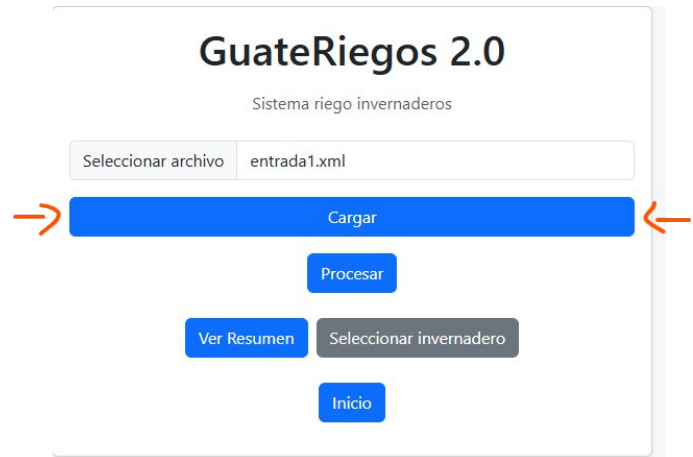 GuateRiegos 2.0
Sistema riego invernaderos
Seleccionar archivo entrada1.xml
Cargar
Procesar
Ver Resumen Seleccionar invernadero
Inicio